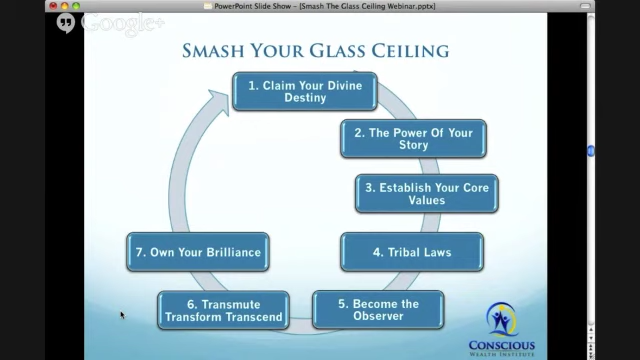 PowerPoint Slide Show - [Smash The Glass Ceiling Webinar.pptx]
Google+
SMASH YOUR GLASS CEILING
1. Claim Your Divine
Destiny
2. The Power Of Your
Story
3. Establish Your Core
Values
4. Tribal Laws
5. Become the
Observer
6. Transmute
Transform Transcend
7. Own Your Brilliance
CONSCIOUS
WEALTH INSTITUTE